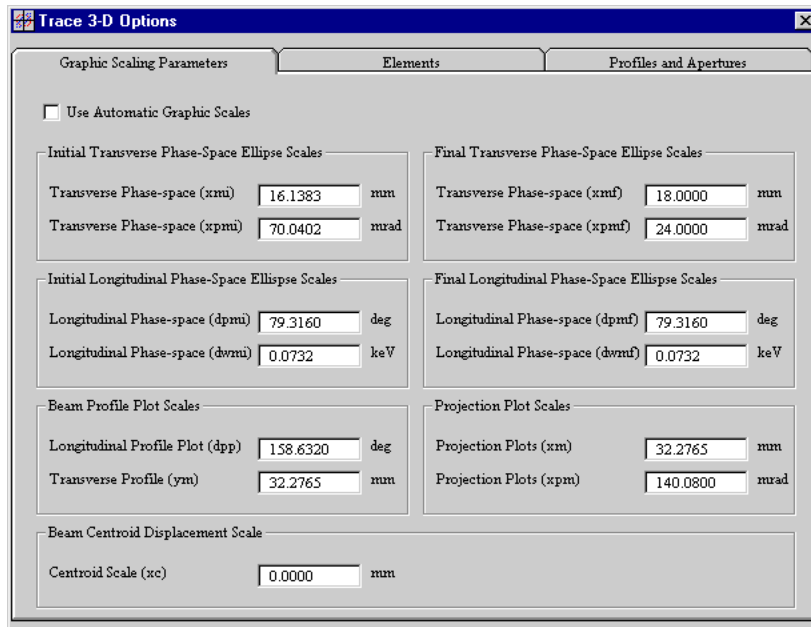 Trace 3-D Options
Graphic Scaling Parameters
Elements
Profiles and Apertures
Use Automatic Graphic Scales
Initial Transverse Phase-Space Ellipse Scales
Transverse Phase-space (xmi) 16.1383 mm
Transverse Phase-space (xpmi) 70.0402 mrad
Final Transverse Phase-Space Ellipse Scales
Transverse Phase-space (xmf) 18.0000 mm
Transverse Phase-space (xpmf) 24.0000 mrad
Initial Longitudinal Phase-Space Ellispse Scales
Longitudinal Phase-space (dpmi) 79.3160 deg
Longitudinal Phase-space (dwmi) 0.0732 keV
Final Longitudinal Phase-Space Ellispse Scales
Longitudinal Phase-space (dpmf) 79.3160 deg
Longitudinal Phase-space (dwmf) 0.0732 keV
Beam Profile Plot Scales
Longitudinal Profile Plot (dpp) 158.6320 deg
Transverse Profile (ym) 32.2765 mm
Projection Plot Scales
Projection Plots (xm) 32.2765 mm
Projection Plots (xpm) 140.0800 mrad
Beam Centroid Displacement Scale
Centroid Scale (xc) 0.0000 mm